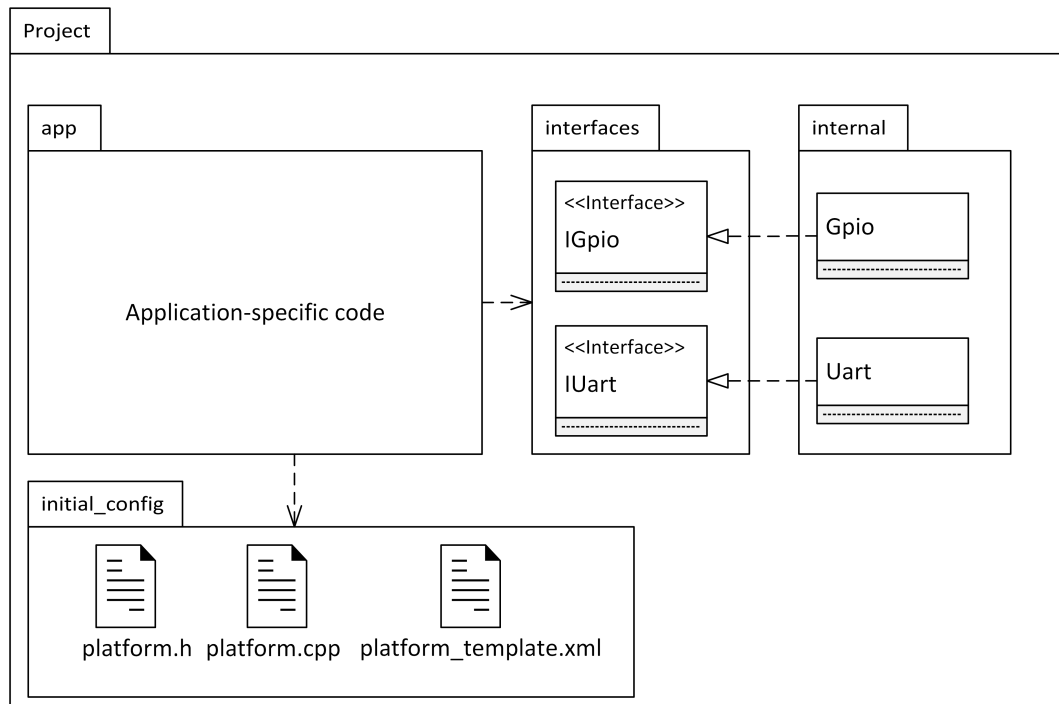 Project
app
interfaces
internal
Application-specific code
<<Interface>>
IGpio
Gpio
<<Interface>>
IUart
Uart
initial_config
platform.h
platform.cpp
platform_template.xml